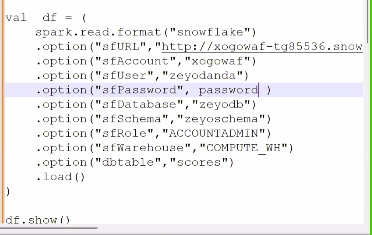 val  df = (
spark.read.format("snowflake")
.option("sfURL","http://xogowaf-tg85536.snow
.option("sfAccount","xogowaf")
.option("sfUser","zeyodanda")
.option("sfPassword", password )
.option("sfDatabase","zeyodb")
.option("sfSchema","zeyoschema")
.option("sfRole","ACCOUNTADMIN")
.option("sfWarehouse","COMPUTE_WH")
.option("dbtable","scores")
.load()
)
df.show()